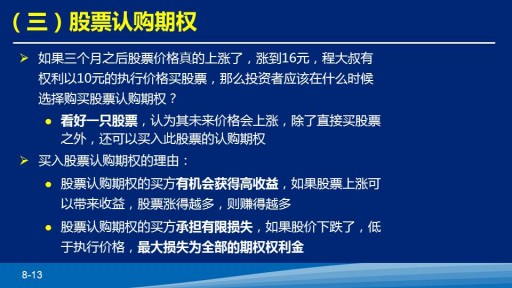 （三）股票认购期权
如果三个月之后股票价格真的上涨了，涨到16元，程大叔有
权利以10元的执行价格买股票，那么投资者应该在什么时候
选择购买股票认购期权？
看好一只股票，认为其未来价格会上涨，除了直接买股票
之外，还可以买入此股票的认购期权
买入股票认购期权的理由：
股票认购期权的买方有机会获得高收益，如果股票上涨可
以带来收益，股票涨得越多，则赚得越多
股票认购期权的买方承担有限损失，如果股价下跌了，低
于执行价格，最大损失为全部的期权权利金
8-13